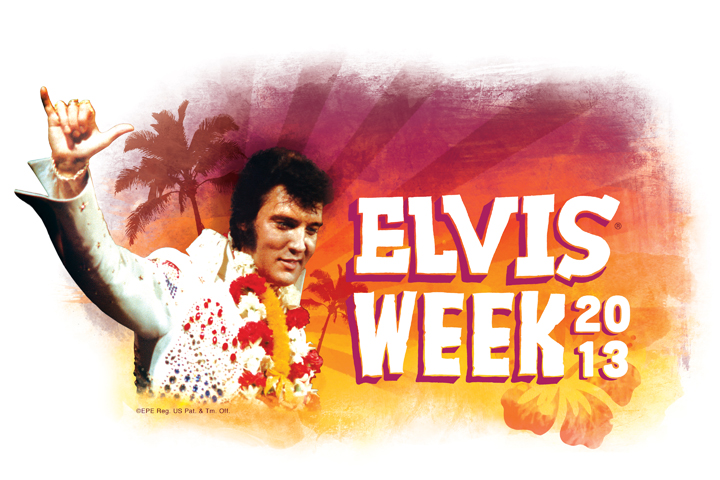 ELVIS®
WEEK 20
13
©EPE Reg. US Pat. & Tm. Off.